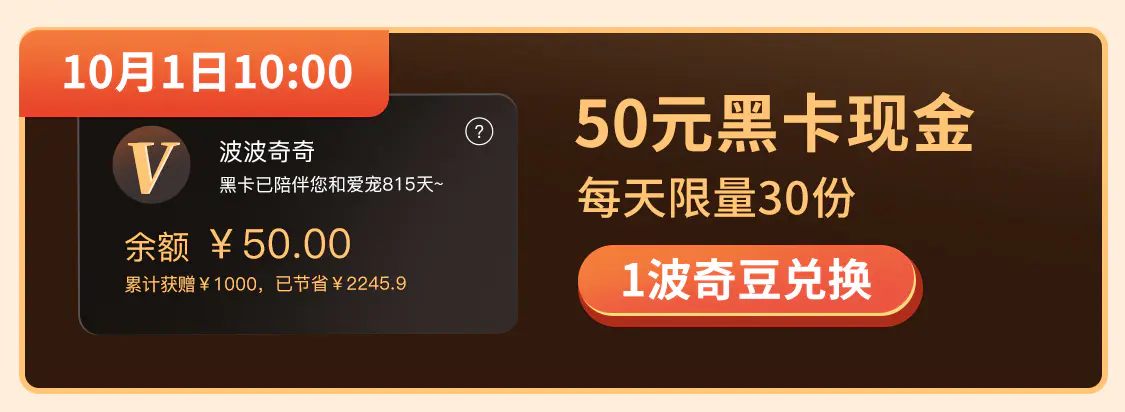 10月1日10:00
V
波波奇奇
?
黑卡已陪伴您和爱宠815天~
余额 ￥50.00
累计获赠￥1000，已节省￥2245.9
50元黑卡现金
每天限量30份
1波奇豆兑换